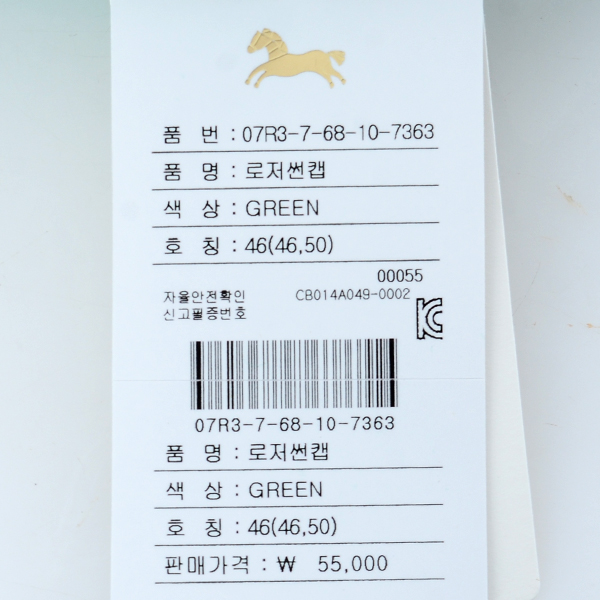 품 번 : 07R3-7-68-10-7363
품 명 : 로저썬캡
색 상 : GREEN
호 칭 : 46(46,50)
00055
자율안전확인 CB014A049-0002
신고필증번호
07R3-7-68-10-7363
품 명 : 로저썬캡
색 상 : GREEN
호 칭 : 46(46,50)
판매가격 : ₩ 55,000